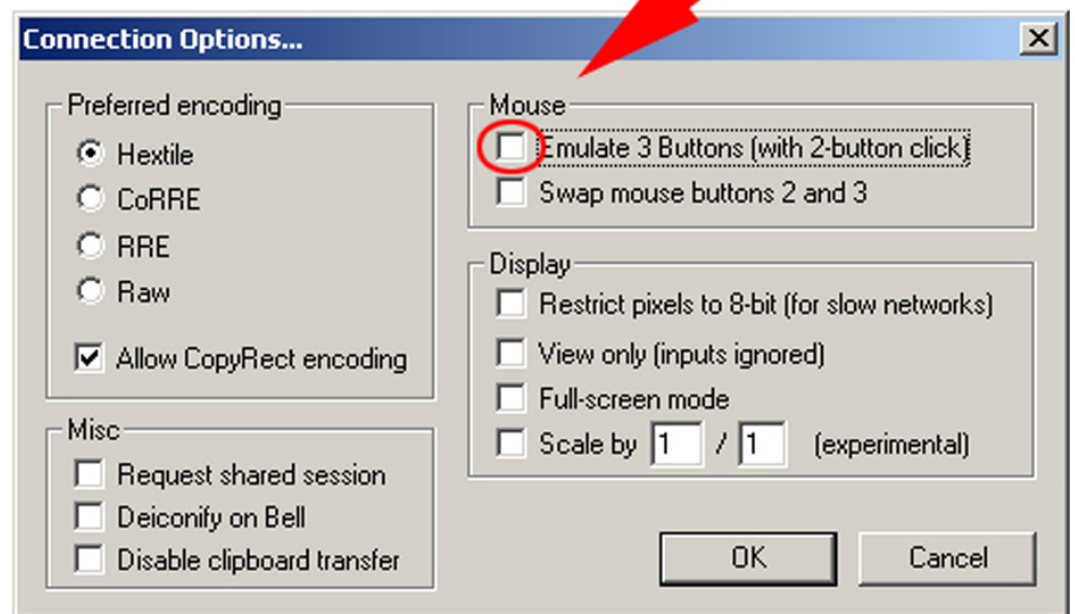 Connection Options...
Preferred encoding
Hextile
CoRRE
RRE
Raw
Allow CopyRect encoding
Misc
Request shared session
Deiconify on Bell
Disable clipboard transfer
Mouse
Emulate 3 Buttons (with 2-button click)
Swap mouse buttons 2 and 3
Display
Restrict pixels to 8-bit (for slow networks)
View only (inputs ignored)
Full-screen mode
Scale by 1 / 1 (experimental)
OK Cancel